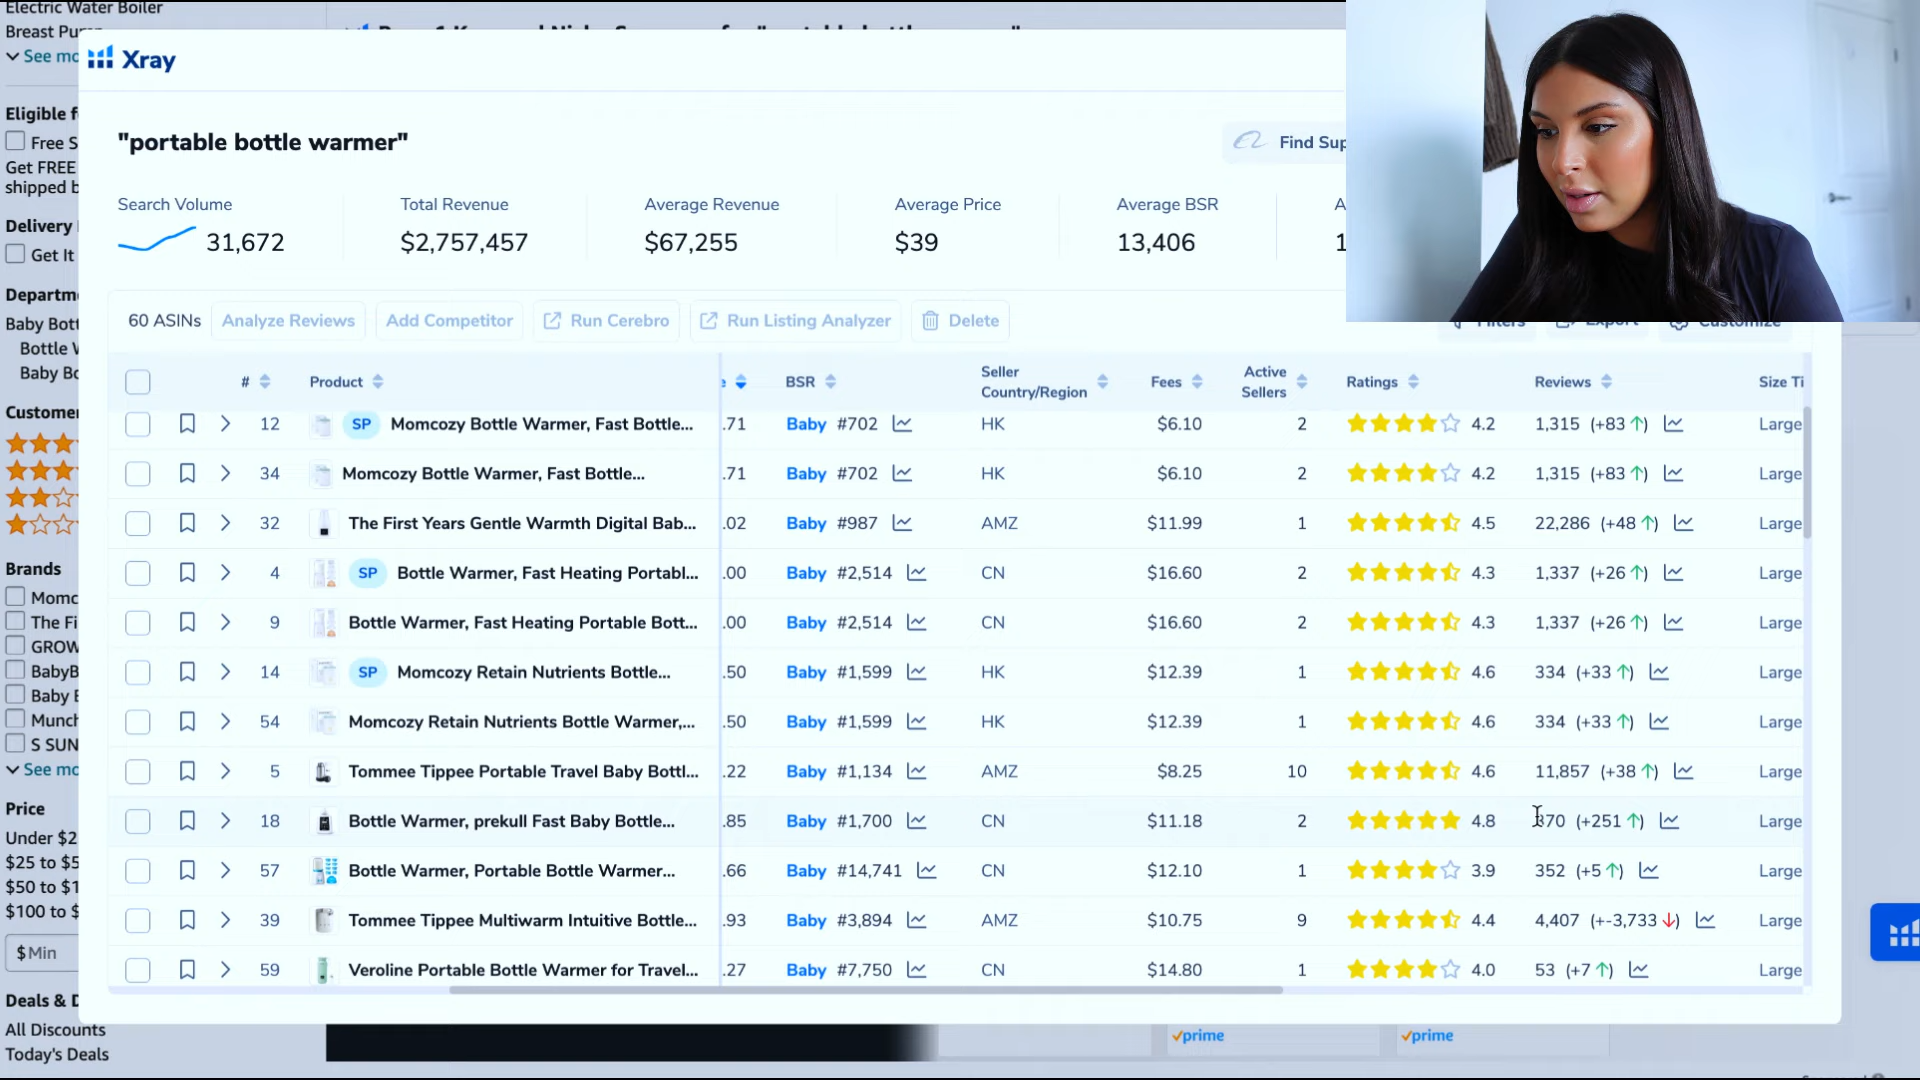 Electric Water Boiler
Breast Pump
See mo
Xray
Eligible f
Free S
Get FREE
shipped b
Delivery
Get It
Departm
Baby Bott
Bottle W
Baby Bo
Customer
Brands
Momc
The Fi
GROW
BabyB
Baby B
Munch
S SUN
See mo
Price
Under $2
$25 to $5
$50 to $1
$100 to $
$ Min
Deals & D
All Discounts
Today's Deals
"portable bottle warmer"
Find Sup
Search Volume Total Revenue Average Revenue Average Price Average BSR A
31,672 $2,757,457 $67,255 $39 13,406 1
60 ASINs Analyze Reviews Add Competitor Run Cerebro Run Listing Analyzer Delete Filters Export Customize
# Product e BSR Seller Country/Region Fees Active Sellers Ratings Reviews Size Ti
12 SP Momcozy Bottle Warmer, Fast Bottle... .71 Baby #702 HK $6.10 2 4.2 1,315 (+83) Large
34 Momcozy Bottle Warmer, Fast Bottle... .71 Baby #702 HK $6.10 2 4.2 1,315 (+83) Large
32 The First Years Gentle Warmth Digital Bab... .02 Baby #987 AMZ $11.99 1 4.5 22,286 (+48) Large
4 SP Bottle Warmer, Fast Heating Portabl... .00 Baby #2,514 CN $16.60 2 4.3 1,337 (+26) Large
9 Bottle Warmer, Fast Heating Portable Bott... .00 Baby #2,514 CN $16.60 2 4.3 1,337 (+26) Large
14 SP Momcozy Retain Nutrients Bottle... .50 Baby #1,599 HK $12.39 1 4.6 334 (+33) Large
54 Momcozy Retain Nutrients Bottle Warmer,... .50 Baby #1,599 HK $12.39 1 4.6 334 (+33) Large
5 Tommee Tippee Portable Travel Baby Bottl... .22 Baby #1,134 AMZ $8.25 10 4.6 11,857 (+38) Large
18 Bottle Warmer, prekull Fast Baby Bottle... .85 Baby #1,700 CN $11.18 2 4.8 370 (+251) Large
57 Bottle Warmer, Portable Bottle Warmer... .66 Baby #14,741 CN $12.10 1 3.9 352 (+5) Large
39 Tommee Tippee Multiwarm Intuitive Bottle... .93 Baby #3,894 AMZ $10.75 9 4.4 4,407 (+-3,733) Large
59 Veroline Portable Bottle Warmer for Travel... .27 Baby #7,750 CN $14.80 1 4.0 53 (+7) Large
prime prime